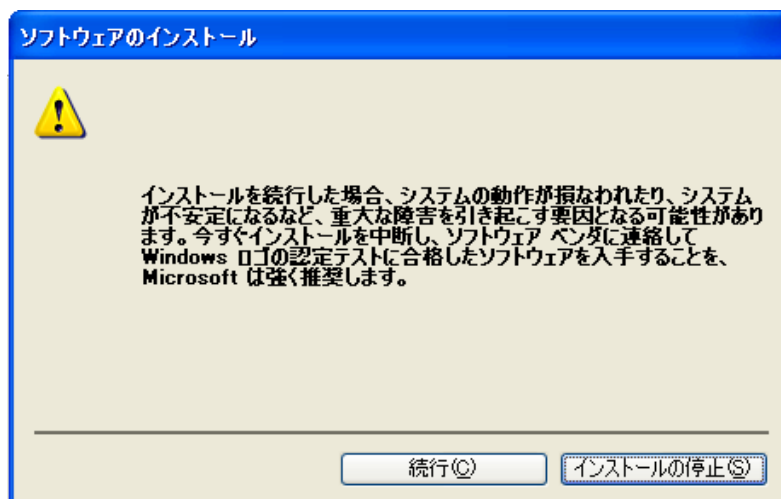 ソフトウェアのインストール
インストールを続行した場合、システムの動作が損なわれたり、システム
が不安定になるなど、重大な障害を引き起こす要因となる可能性があり
ます。今すぐインストールを中断し、ソフトウェア ベンダに連絡して
Windows ロゴの認定テストに合格したソフトウェアを入手することを、
Microsoft は強く推奨します。
続行(C) インストールの停止(S)